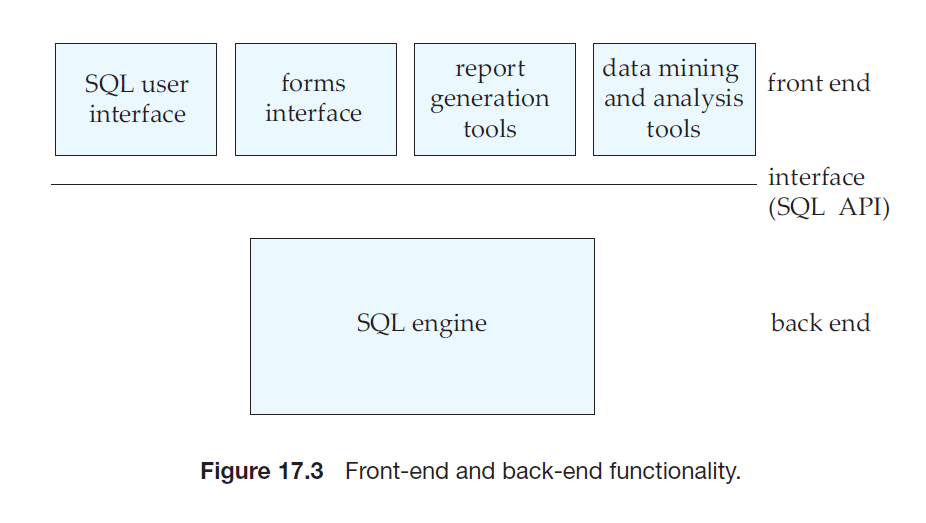 SQL user
interface
forms
interface
report
generation
tools
data mining
and analysis
tools
front end
interface
(SQL API)
SQL engine
back end
Figure 17.3 Front-end and back-end functionality.